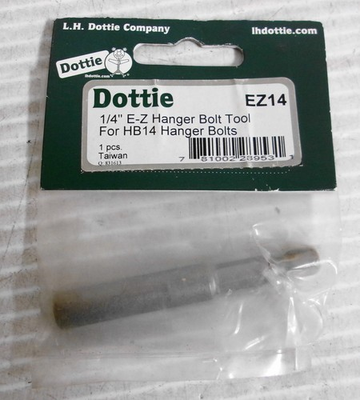 L.H. Dottie Company lhdottie.com
Dottie
lhdottie.com
Dottie EZ14
1/4" E-Z Hanger Bolt Tool
For HB14 Hanger Bolts
1 pcs.
Taiwan
7 81002 28953